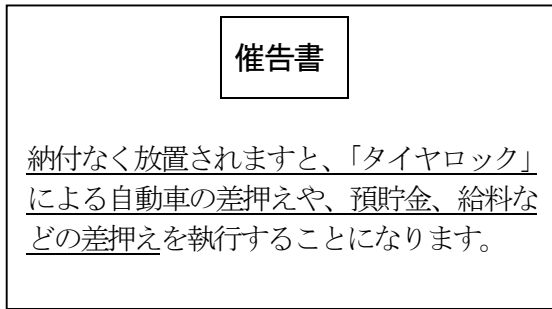 催告書
納付なく放置されますと、「タイヤロック」
による自動車の差押えや、預貯金、給料な
どの差押えを執行することになります。